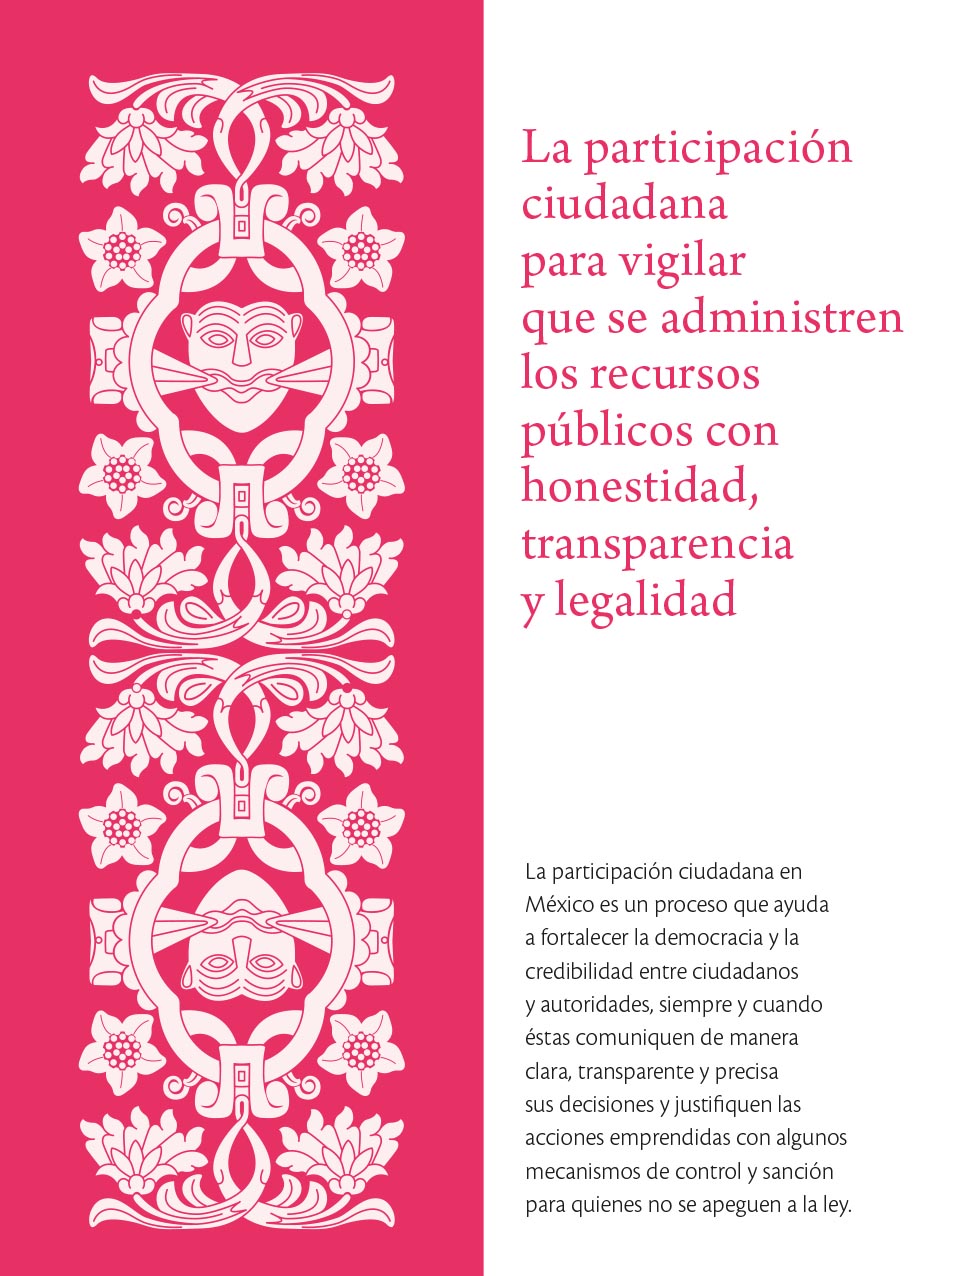 La participación
ciudadana
para vigilar
que se administren
los recursos
públicos con
honestidad,
transparencia
y legalidad
La participación ciudadana en
México es un proceso que ayuda
a fortalecer la democracia y la
credibilidad entre ciudadanos
y autoridades, siempre y cuando
éstas comuniquen de manera
clara, transparente y precisa
sus decisiones y justifiquen las
acciones emprendidas con algunos
mecanismos de control y sanción
para quienes no se apeguen a la ley.